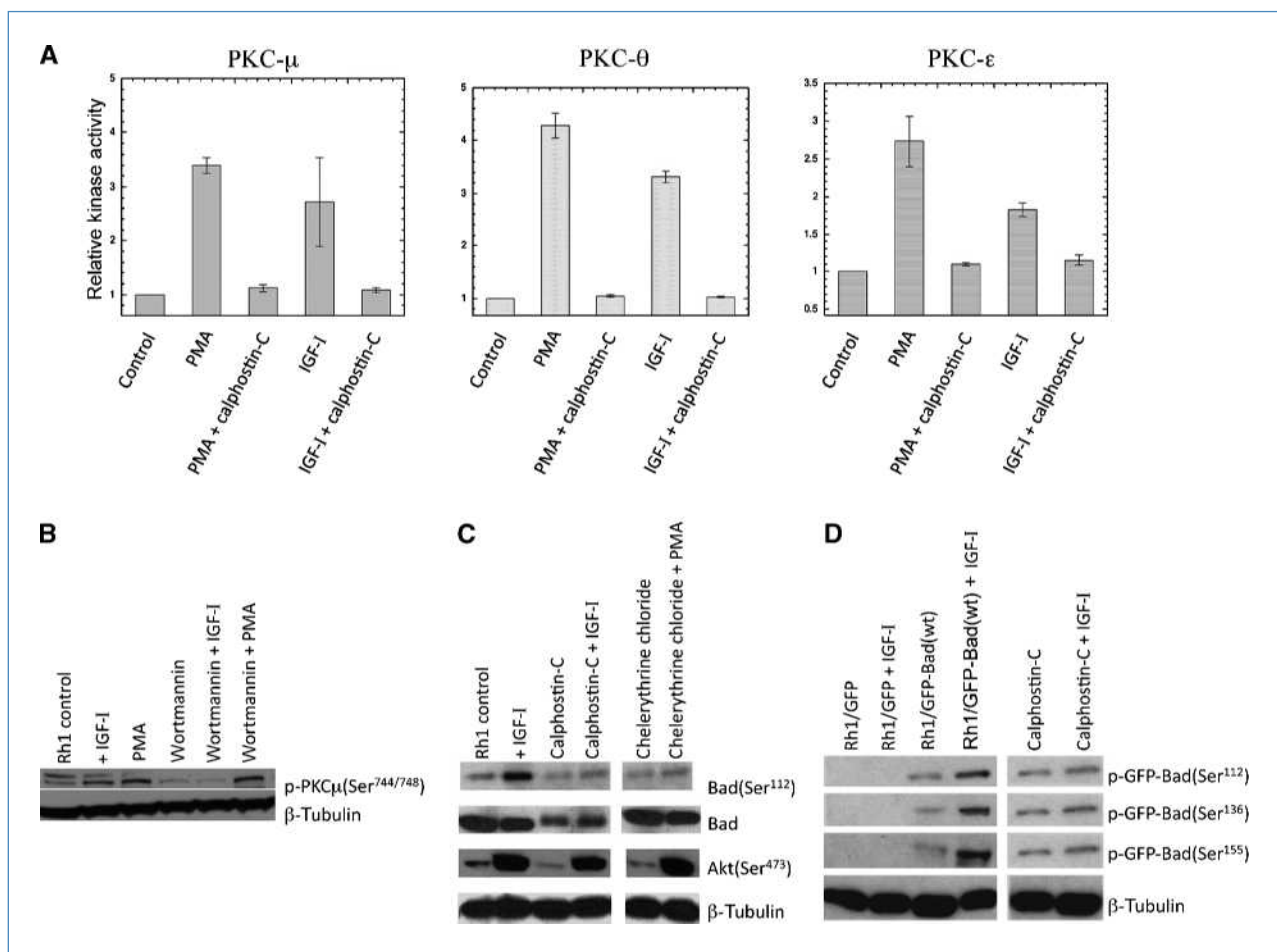 A
PKC-μ
PKC-θ
PKC-ε
Relative kinase activity
5
4
3
2
1
Control
PMA
PMA + calphostin-C
IGF-I
IGF-I + calphostin-C
5
4
3
2
1
Control
PMA
PMA + calphostin-C
IGF-I
IGF-I + calphostin-C
3.5
3
2.5
2
1.5
1
0.5
Control
PMA
PMA + calphostin-C
IGF-I
IGF-I + calphostin-C
B
Rh1 control
+ IGF-I
PMA
Wortmannin
Wortmannin + IGF-I
Wortmannin + PMA
p-PKCμ(Ser744/748)
β-Tubulin
C
Rh1 control
+ IGF-I
Calphostin-C
Calphostin-C + IGF-I
Chelerythrine chloride
Chelerythrine chloride + PMA
Bad(Ser112)
Bad
Akt(Ser473)
β-Tubulin
D
Rh1/GFP
Rh1/GFP + IGF-I
Rh1/GFP-Bad(wt)
Rh1/GFP-Bad(wt) + IGF-I
Calphostin-C
Calphostin-C + IGF-I
p-GFP-Bad(Ser112)
p-GFP-Bad(Ser136)
p-GFP-Bad(Ser155)
β-Tubulin